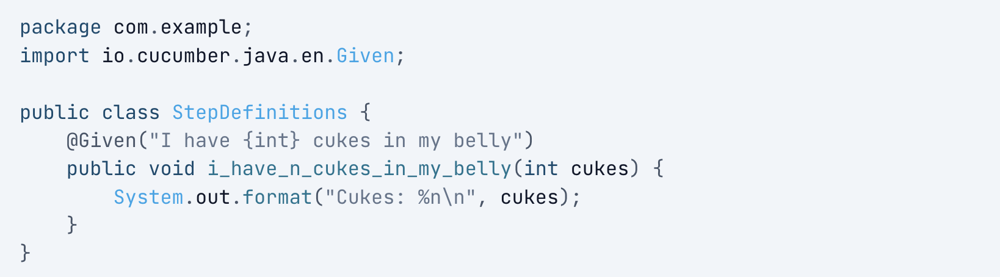 package com.example;
import io.cucumber.java.en.Given;

public class StepDefinitions {
    @Given("I have {int} cukes in my belly")
    public void i_have_n_cukes_in_my_belly(int cukes) {
        System.out.format("Cukes: %n\n", cukes);
    }
}